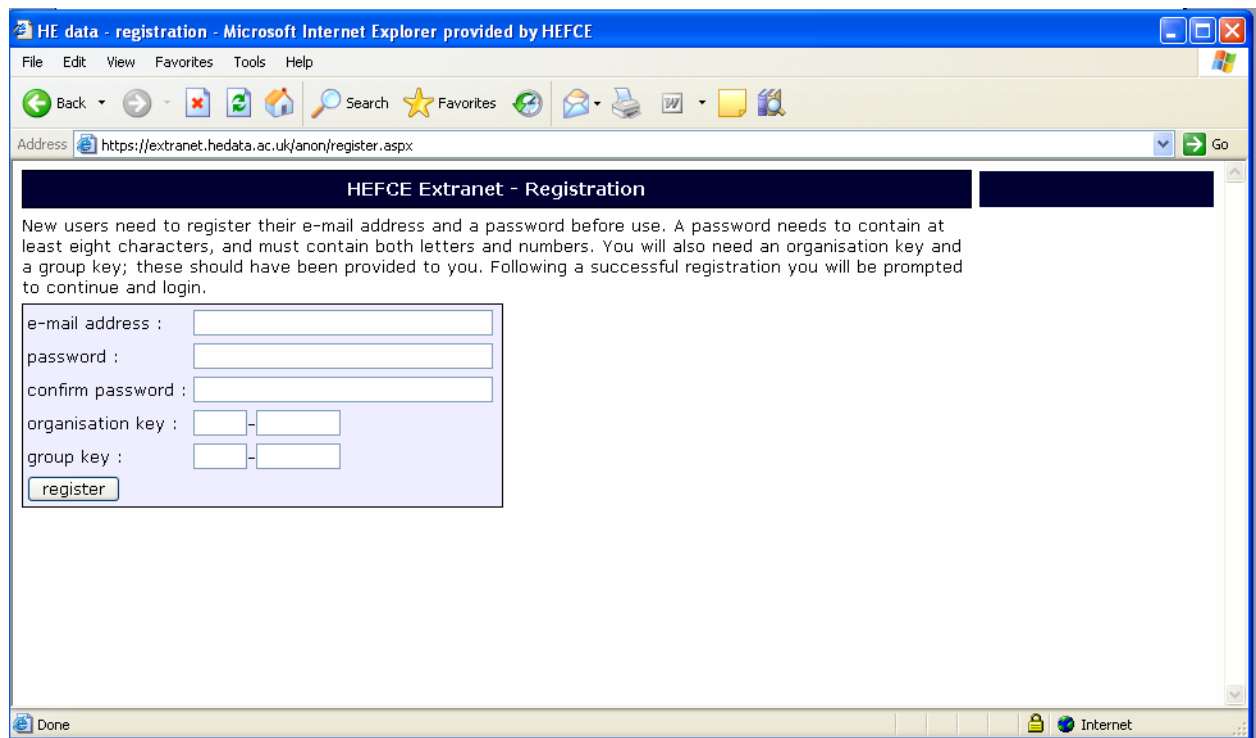 HE data - registration - Microsoft Internet Explorer provided by HEFCE
File Edit View Favorites Tools Help
Back Search Favorites
Address https://extranet.hedata.ac.uk/anon/register.aspx Go
HEFCE Extranet - Registration
New users need to register their e-mail address and a password before use. A password needs to contain at
least eight characters, and must contain both letters and numbers. You will also need an organisation key and
a group key; these should have been provided to you. Following a successful registration you will be prompted
to continue and login.
e-mail address :
password :
confirm password :
organisation key : -
group key : -
register
Done Internet